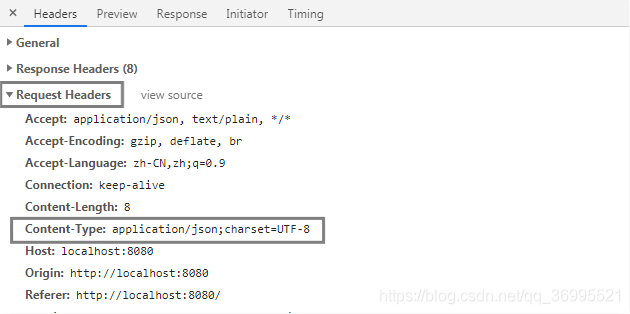 × Headers Preview Response Initiator Timing
▶ General
▶ Response Headers (8)
▼ Request Headers view source
Accept: application/json, text/plain, */*
Accept-Encoding: gzip, deflate, br
Accept-Language: zh-CN,zh;q=0.9
Connection: keep-alive
Content-Length: 8
Content-Type: application/json;charset=UTF-8
Host: localhost:8080
Origin: http://localhost:8080
Referer: http://localhost:8080/
https://blog.csdn.net/qq_36995521